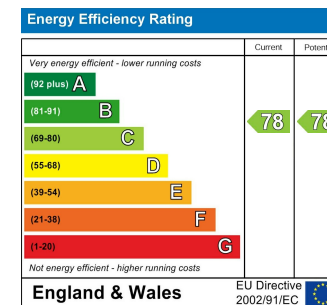 Energy Efficiency Rating
Current Potent
Very energy efficient - lower running costs
(92 plus) A
(81-91) B
(69-80) C
(55-68) D
(39-54) E
(21-38) F
(1-20) G
78 78
Not energy efficient - higher running costs
England & Wales
EU Directive
2002/91/EC